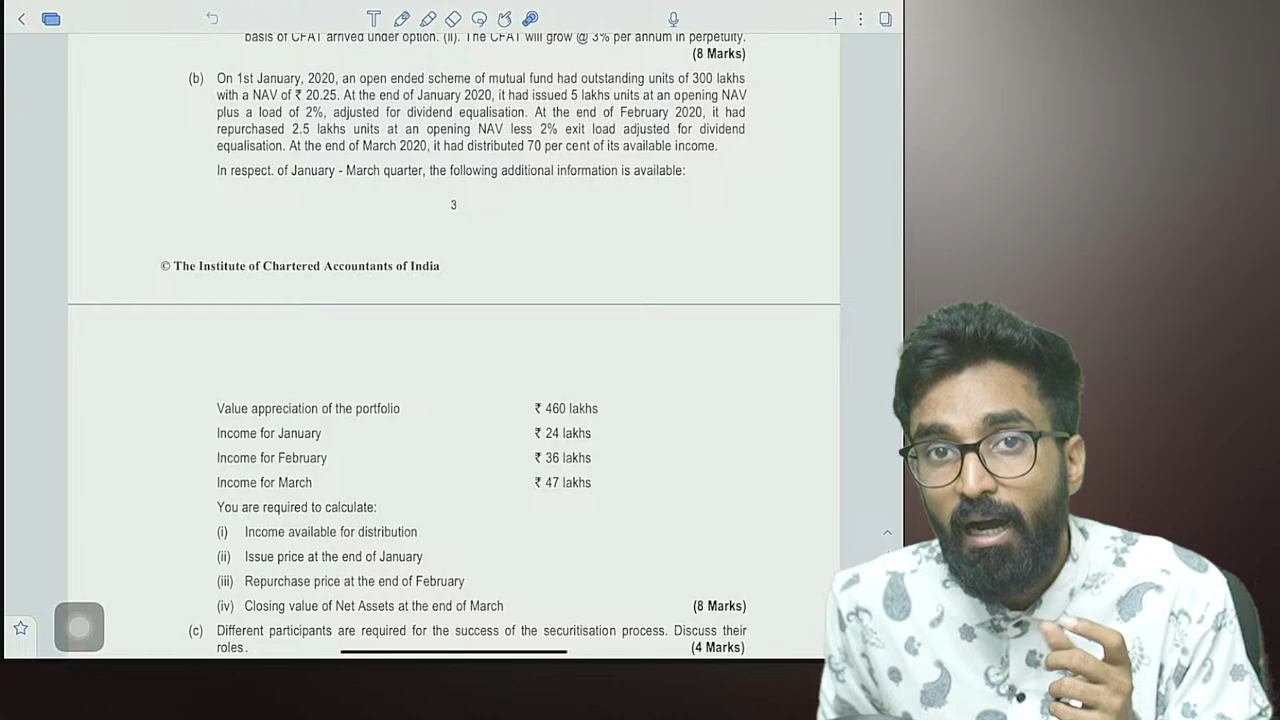 basis of CFAT arrived under option. (ii). The CFAT will grow @ 3% per annum in perpetuity.
(8 Marks)
(b) On 1st January, 2020, an open ended scheme of mutual fund had outstanding units of 300 lakhs
with a NAV of ₹ 20.25. At the end of January 2020, it had issued 5 lakhs units at an opening NAV
plus a load of 2%, adjusted for dividend equalisation. At the end of February 2020, it had
repurchased 2.5 lakhs units at an opening NAV less 2% exit load adjusted for dividend
equalisation. At the end of March 2020, it had distributed 70 per cent of its available income.
In respect. of January - March quarter, the following additional information is available:
3
© The Institute of Chartered Accountants of India
Value appreciation of the portfolio ₹ 460 lakhs
Income for January ₹ 24 lakhs
Income for February ₹ 36 lakhs
Income for March ₹ 47 lakhs
You are required to calculate:
(i) Income available for distribution
(ii) Issue price at the end of January
(iii) Repurchase price at the end of February
(iv) Closing value of Net Assets at the end of March (8 Marks)
(c) Different participants are required for the success of the securitisation process. Discuss their
roles. (4 Marks)